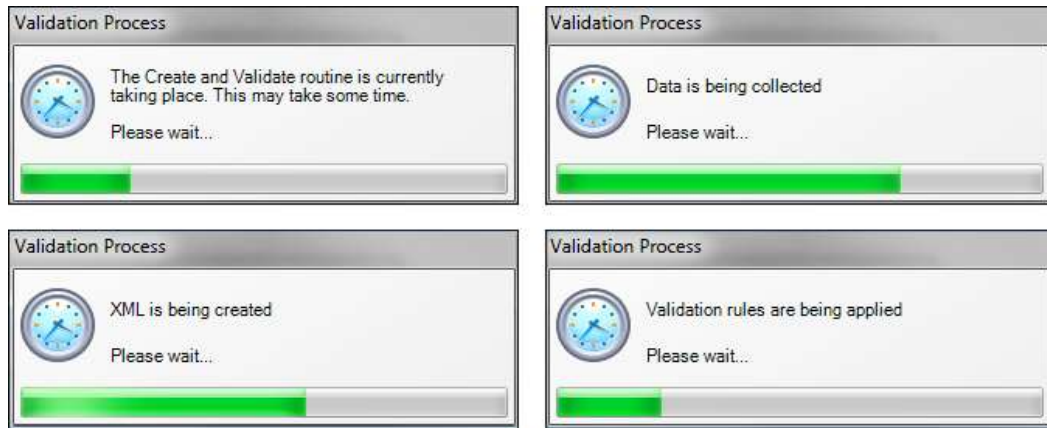 Validation Process
The Create and Validate routine is currently
taking place. This may take some time.
Please wait...
Validation Process
Data is being collected
Please wait...
Validation Process
XML is being created
Please wait...
Validation Process
Validation rules are being applied
Please wait...